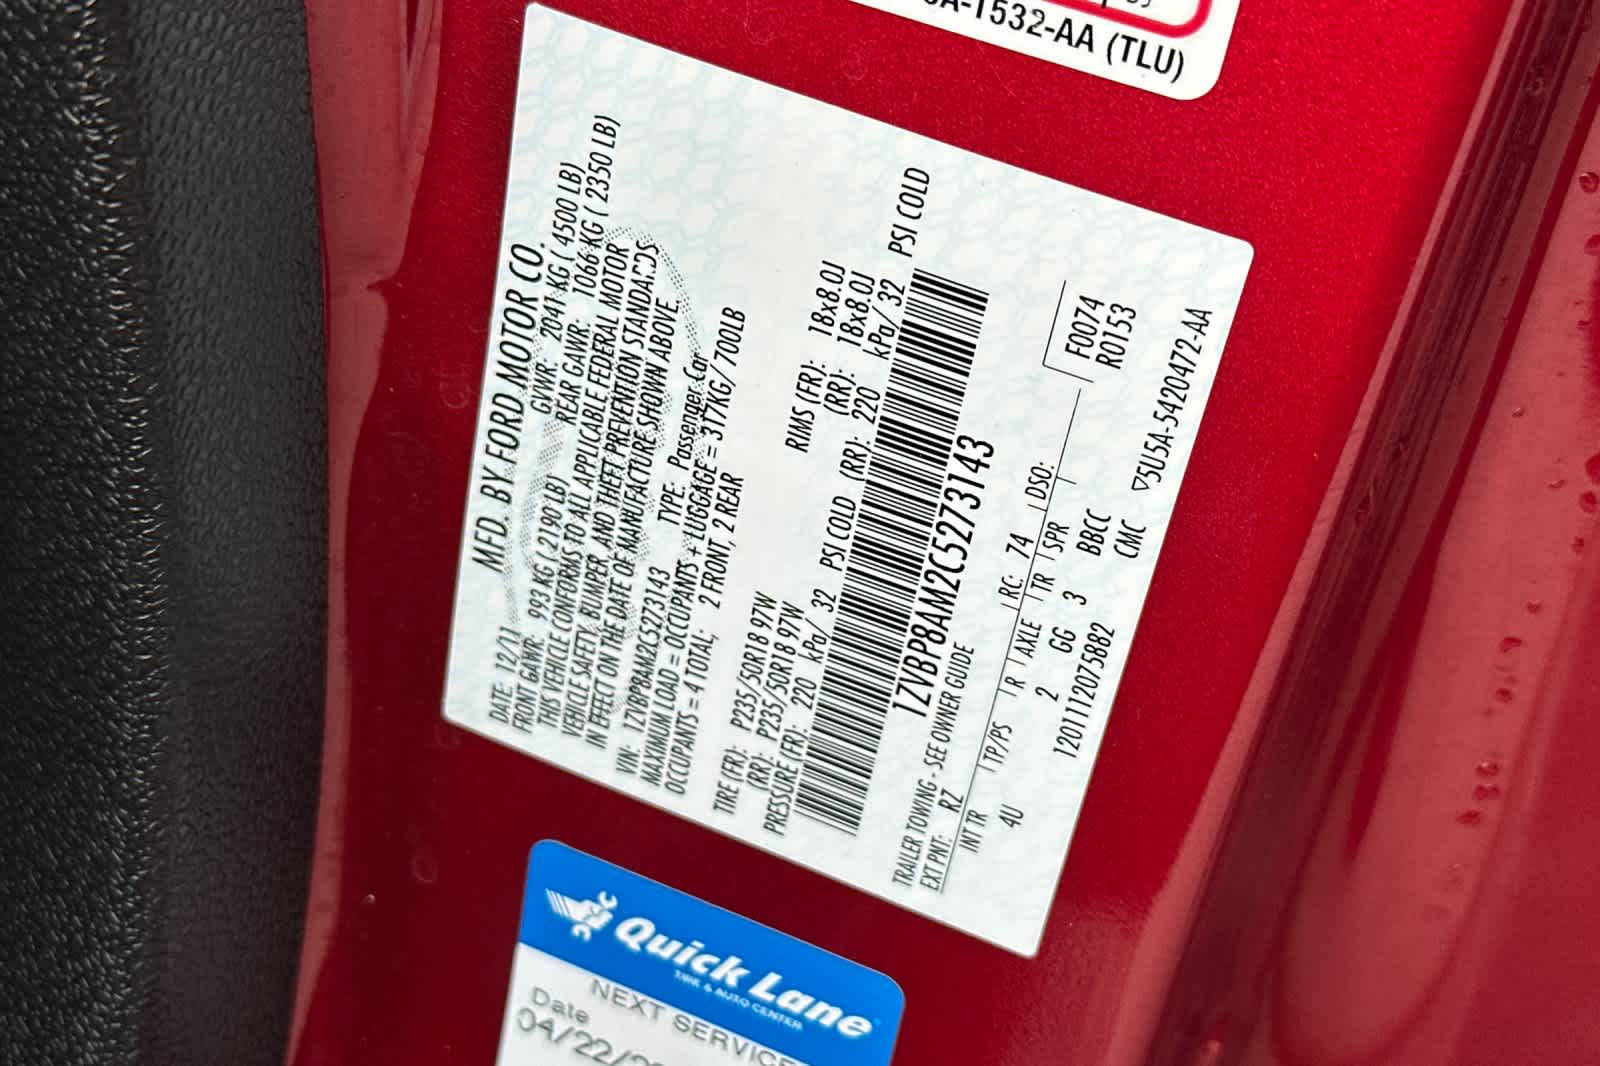 -1532-AA (TLU)
MFD. BY FORD MOTOR CO.
DATE: 12/11 GVWR: 2041 KG ( 4500 LB)
FRONT GAWR: 993 KG ( 2190 LB) REAR GAWR: 1066 KG ( 2350 LB)
THIS VEHICLE CONFORMS TO ALL APPLICABLE FEDERAL MOTOR
VEHICLE SAFETY, BUMPER, AND THEFT PREVENTION STANDARDS
IN EFFECT ON THE DATE OF MANUFACTURE SHOWN ABOVE.
VIN: 1ZVBP8AM2C5273143 TYPE: Passenger Car
MAXIMUM LOAD = OCCUPANTS + LUGGAGE = 317KG/700LB
OCCUPANTS = 4 TOTAL; 2 FRONT, 2 REAR
TIRE (FR): P235/50R18 97W RIMS (FR): 18x8.0J
(RR): P235/50R18 97W (RR): 18x8.0J
PRESSURE (FR): 220 kPa/ 32 PSI COLD (RR): 220 kPa/ 32 PSI COLD
1ZVBP8AM2C5273143
TRAILER TOWING - SEE OWNER GUIDE
EXT PNT: RZ RC: 74 DSO:
INT TR TP/PS R AXLE TR SPR
4U 2 GG 3 BBCC
F0074
R0153
1201112075882 CMC
▽5U5A-5420472-AA
Quick Lane
TIRE & AUTO CENTER
NEXT SERVICE
Date
04/22/